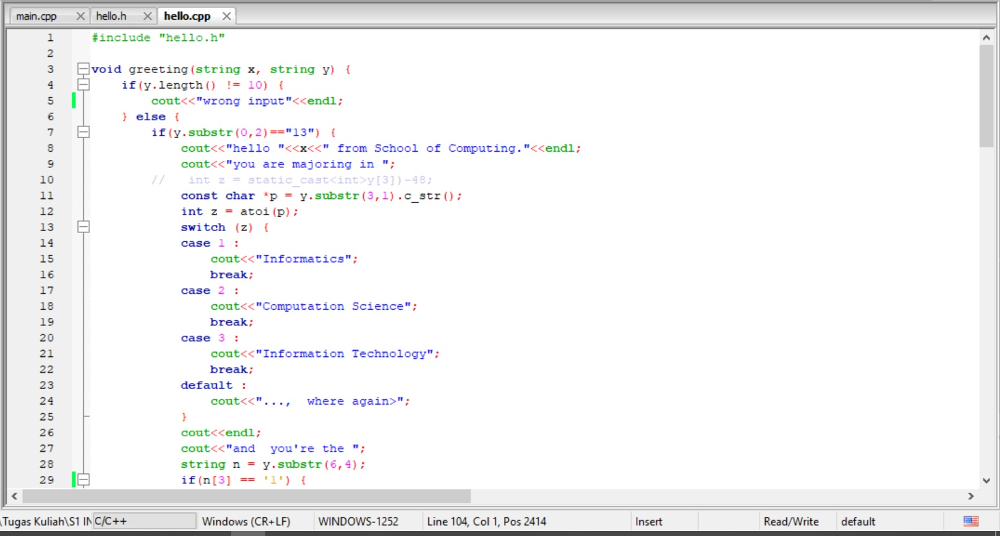 main.cpp hello.h hello.cpp
1 #include "hello.h"
2
3 void greeting(string x, string y) {
4 if(y.length() != 10) {
5 cout<<"wrong input"<<endl;
6 } else {
7 if(y.substr(0,2)=="13") {
8 cout<<"hello "<<x<<" from School of Computing."<<endl;
9 cout<<"you are majoring in ";
10 // int z = static_cast<int>y[3])-48;
11 const char *p = y.substr(3,1).c_str();
12 int z = atoi(p);
13 switch (z) {
14 case 1 :
15 cout<<"Informatics";
16 break;
17 case 2 :
18 cout<<"Computation Science";
19 break;
20 case 3 :
21 cout<<"Information Technology";
22 break;
23 default :
24 cout<<"...,  where again>";
25 }
26 cout<<endl;
27 cout<<"and  you're the ";
28 string n = y.substr(6,4);
29 if(n[3] == '1') {
\Tugas Kuliah\S1 IN C/C++ Windows (CR+LF) WINDOWS-1252 Line 104, Col 1, Pos 2414 Insert Read/Write default